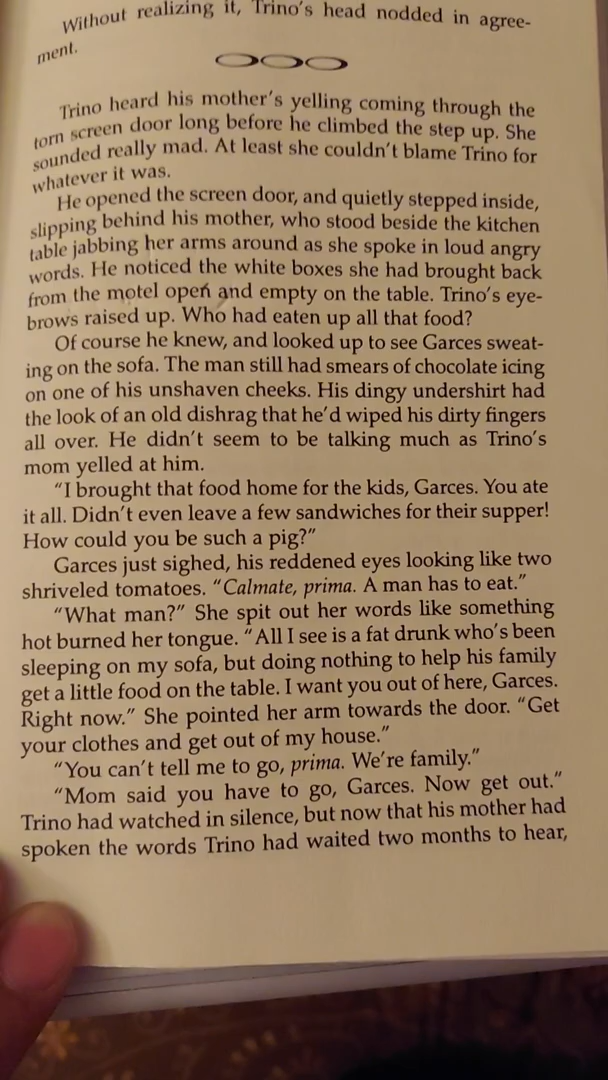 Without realizing it, Trino's head nodded in agree-
ment.
Trino heard his mother's yelling coming through the
torn screen door long before he climbed the step up. She
sounded really mad. At least she couldn't blame Trino for
whatever it was.
He opened the screen door, and quietly stepped inside,
slipping behind his mother, who stood beside the kitchen
table jabbing her arms around as she spoke in loud angry
words. He noticed the white boxes she had brought back
from the motel open and empty on the table. Trino's eye-
brows raised up. Who had eaten up all that food?
Of course he knew, and looked up to see Garces sweat-
ing on the sofa. The man still had smears of chocolate icing
on one of his unshaven cheeks. His dingy undershirt had
the look of an old dishrag that he'd wiped his dirty fingers
all over. He didn't seem to be talking much as Trino's
mom yelled at him.
"I brought that food home for the kids, Garces. You ate
it all. Didn't even leave a few sandwiches for their supper!
How could you be such a pig?"
Garces just sighed, his reddened eyes looking like two
shriveled tomatoes. "Calmate, prima. A man has to eat."
"What man?" She spit out her words like something
hot burned her tongue. "All I see is a fat drunk who's been
sleeping on my sofa, but doing nothing to help his family
get a little food on the table. I want you out of here, Garces.
Right now." She pointed her arm towards the door. "Get
your clothes and get out of my house."
"You can't tell me to go, prima. We're family."
"Mom said you have to go, Garces. Now get out."
Trino had watched in silence, but now that his mother had
spoken the words Trino had waited two months to hear,